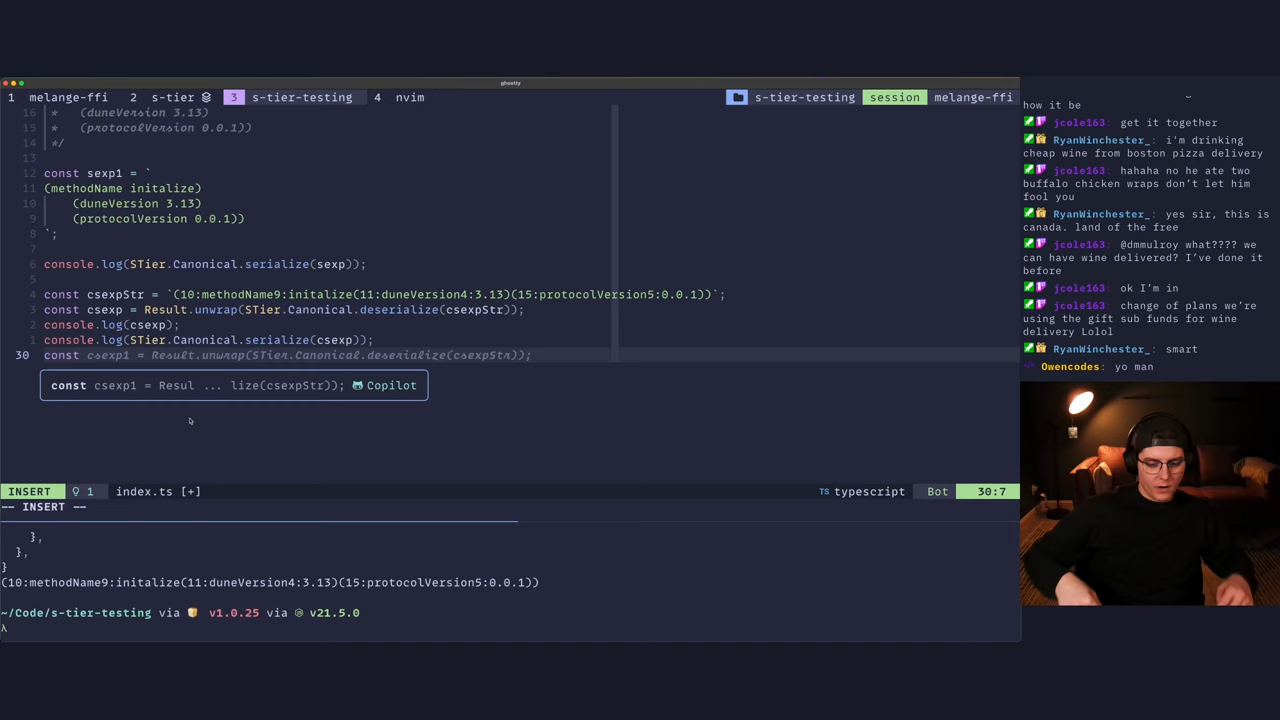 ghostty
1 melange-ffi 2 s-tier 3 s-tier-testing 4 nvim s-tier-testing session melange-ffi
16 * (duneVersion 3.13)
15 * (protocolVersion 0.0.1))
14 */
13
12 const sexp1 = `
11 (methodName initalize)
10 (duneVersion 3.13)
9 (protocolVersion 0.0.1))
8 `;
7
6 console.log(STier.Canonical.serialize(sexp));
5
4 const csexpStr = `(10:methodName9:initalize(11:duneVersion4:3.13)(15:protocolVersion5:0.0.1))`;
3 const csexp = Result.unwrap(STier.Canonical.deserialize(csexpStr));
2 console.log(csexp);
1 console.log(STier.Canonical.serialize(csexp));
30 const csexp1 = Result.unwrap(STier.Canonical.deserialize(csexpStr));
const csexp1 = Resul ... lize(csexpStr)); Copilot
INSERT 1 index.ts [+] TS typescript Bot 30:7
-- INSERT --
},
},
}
(10:methodName9:initalize(11:duneVersion4:3.13)(15:protocolVersion5:0.0.1))
~/Code/s-tier-testing via v1.0.25 via v21.5.0
λ
how it be
jcole163: get it together
RyanWinchester_: i'm drinking
cheap wine from boston pizza delivery
jcole163: hahaha no he ate two
buffalo chicken wraps don't let him
fool you
RyanWinchester_: yes sir, this is
canada. land of the free
jcole163: @dmmulroy what???? we
can have wine delivered? I've done it
before
jcole163: ok I'm in
jcole163: change of plans we're
using the gift sub funds for wine
delivery Lolol
RyanWinchester_: smart
Owencodes: yo man